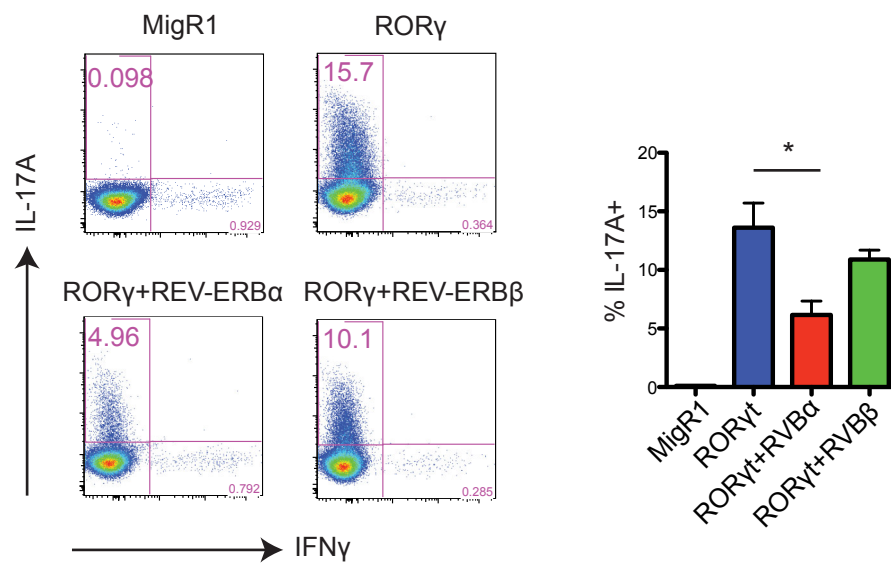 MigR1
RORγ
0.098
15.7
0.929
0.364
IL-17A
RORγ+REV-ERBα
RORγ+REV-ERBβ
4.96
10.1
0.792
0.285
IFNγ
*
% IL-17A+
20
15
10
5
0
MigR1
RORγt
RORγt+RVBα
RORγt+RVBβ